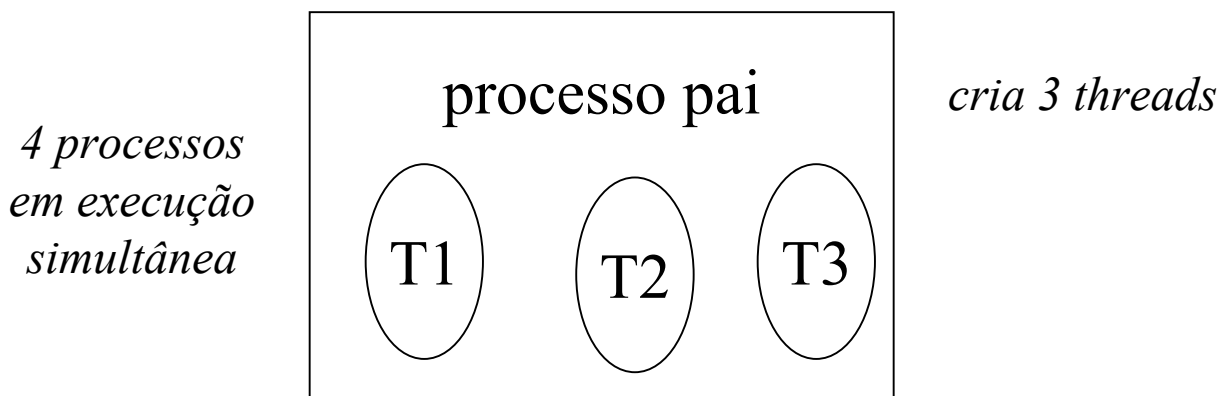 processo pai
cria 3 threads
4 processos
em execução
simultânea
T1
T2
T3